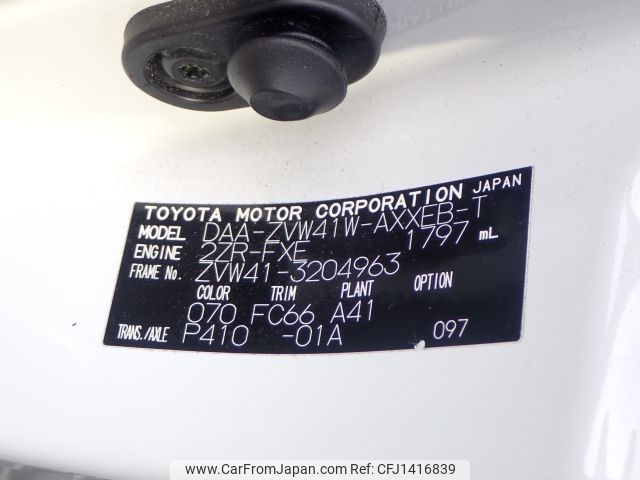 TOYOTA MOTOR CORPORATION JAPAN
MODEL DAA-ZVW41W-AXXEB-T
ENGINE 2ZR-FXE 1797 mL
FRAME No. ZVW41-3204963
COLOR TRIM PLANT OPTION
070 FC66 A41
TRANS./AXLE P410 -01A 097
www.CarFromJapan.com Ref No: CFJ1416839